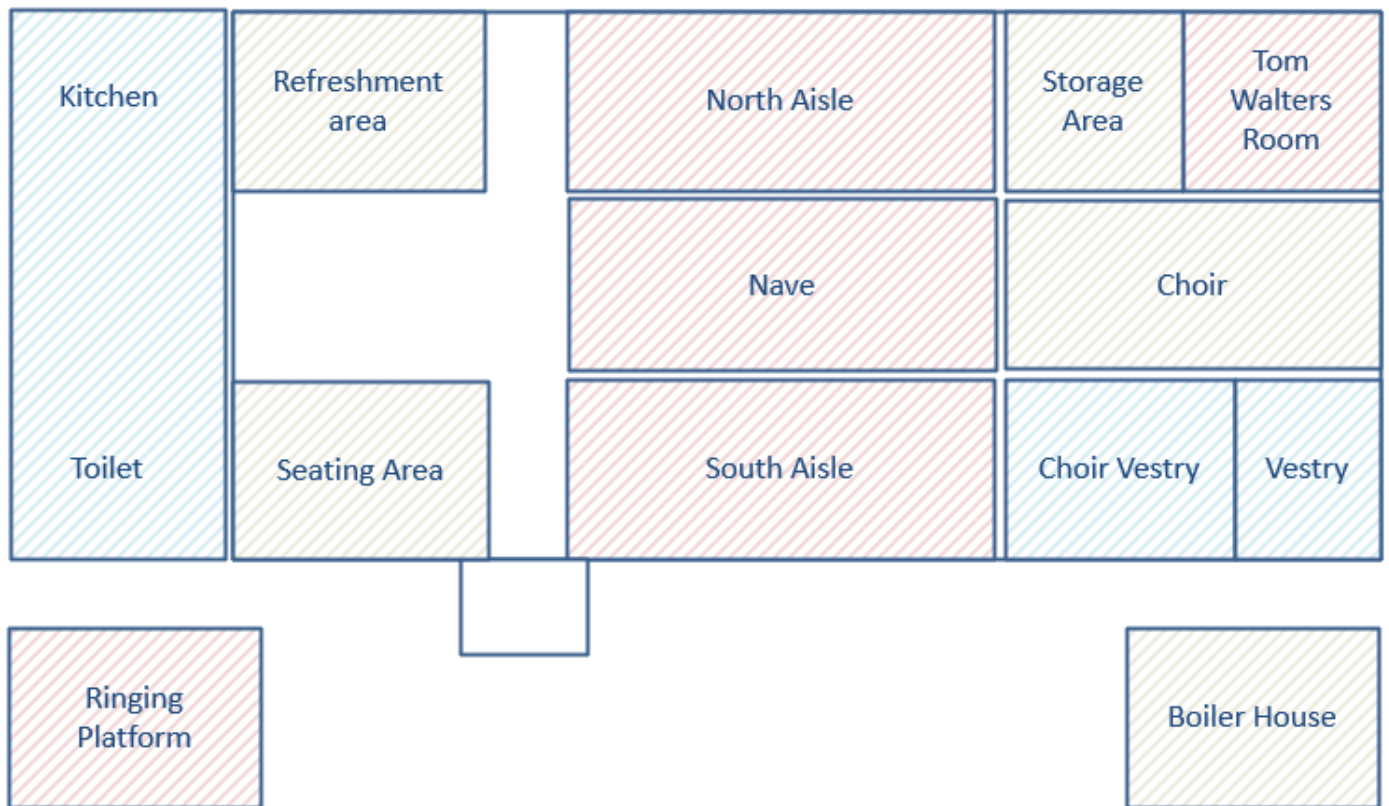 Kitchen
Refreshment
area
North Aisle
Storage
Area
Tom
Walters
Room
Nave
Choir
Toilet
Seating Area
South Aisle
Choir Vestry
Vestry
Ringing
Platform
Boiler House